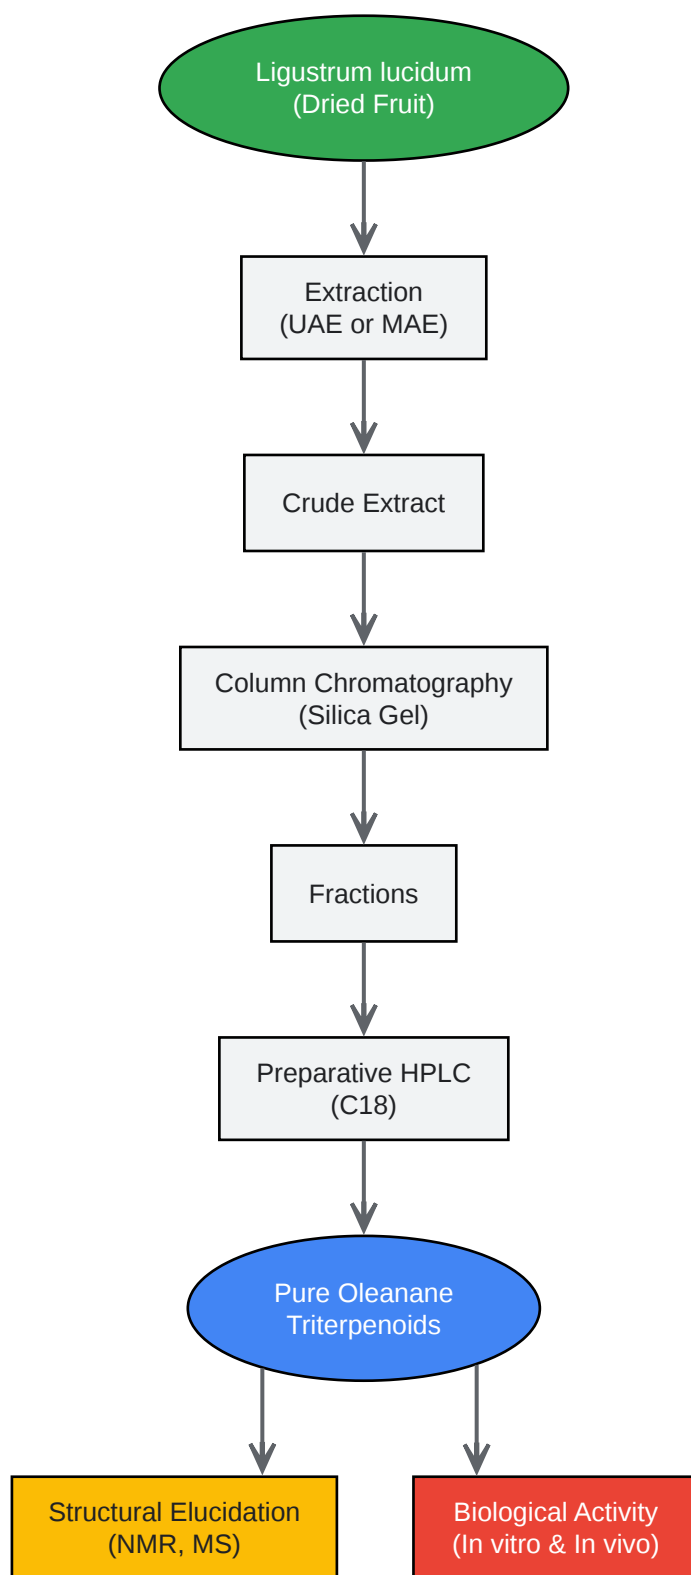 Ligustrum lucidum
(Dried Fruit)
Extraction
(UAE or MAE)
Crude Extract
Column Chromatography
(Silica Gel)
Fractions
Preparative HPLC
(C18)
Pure Oleanane
Triterpenoids
Structural Elucidation
(NMR, MS)
Biological Activity
(In vitro & In vivo)